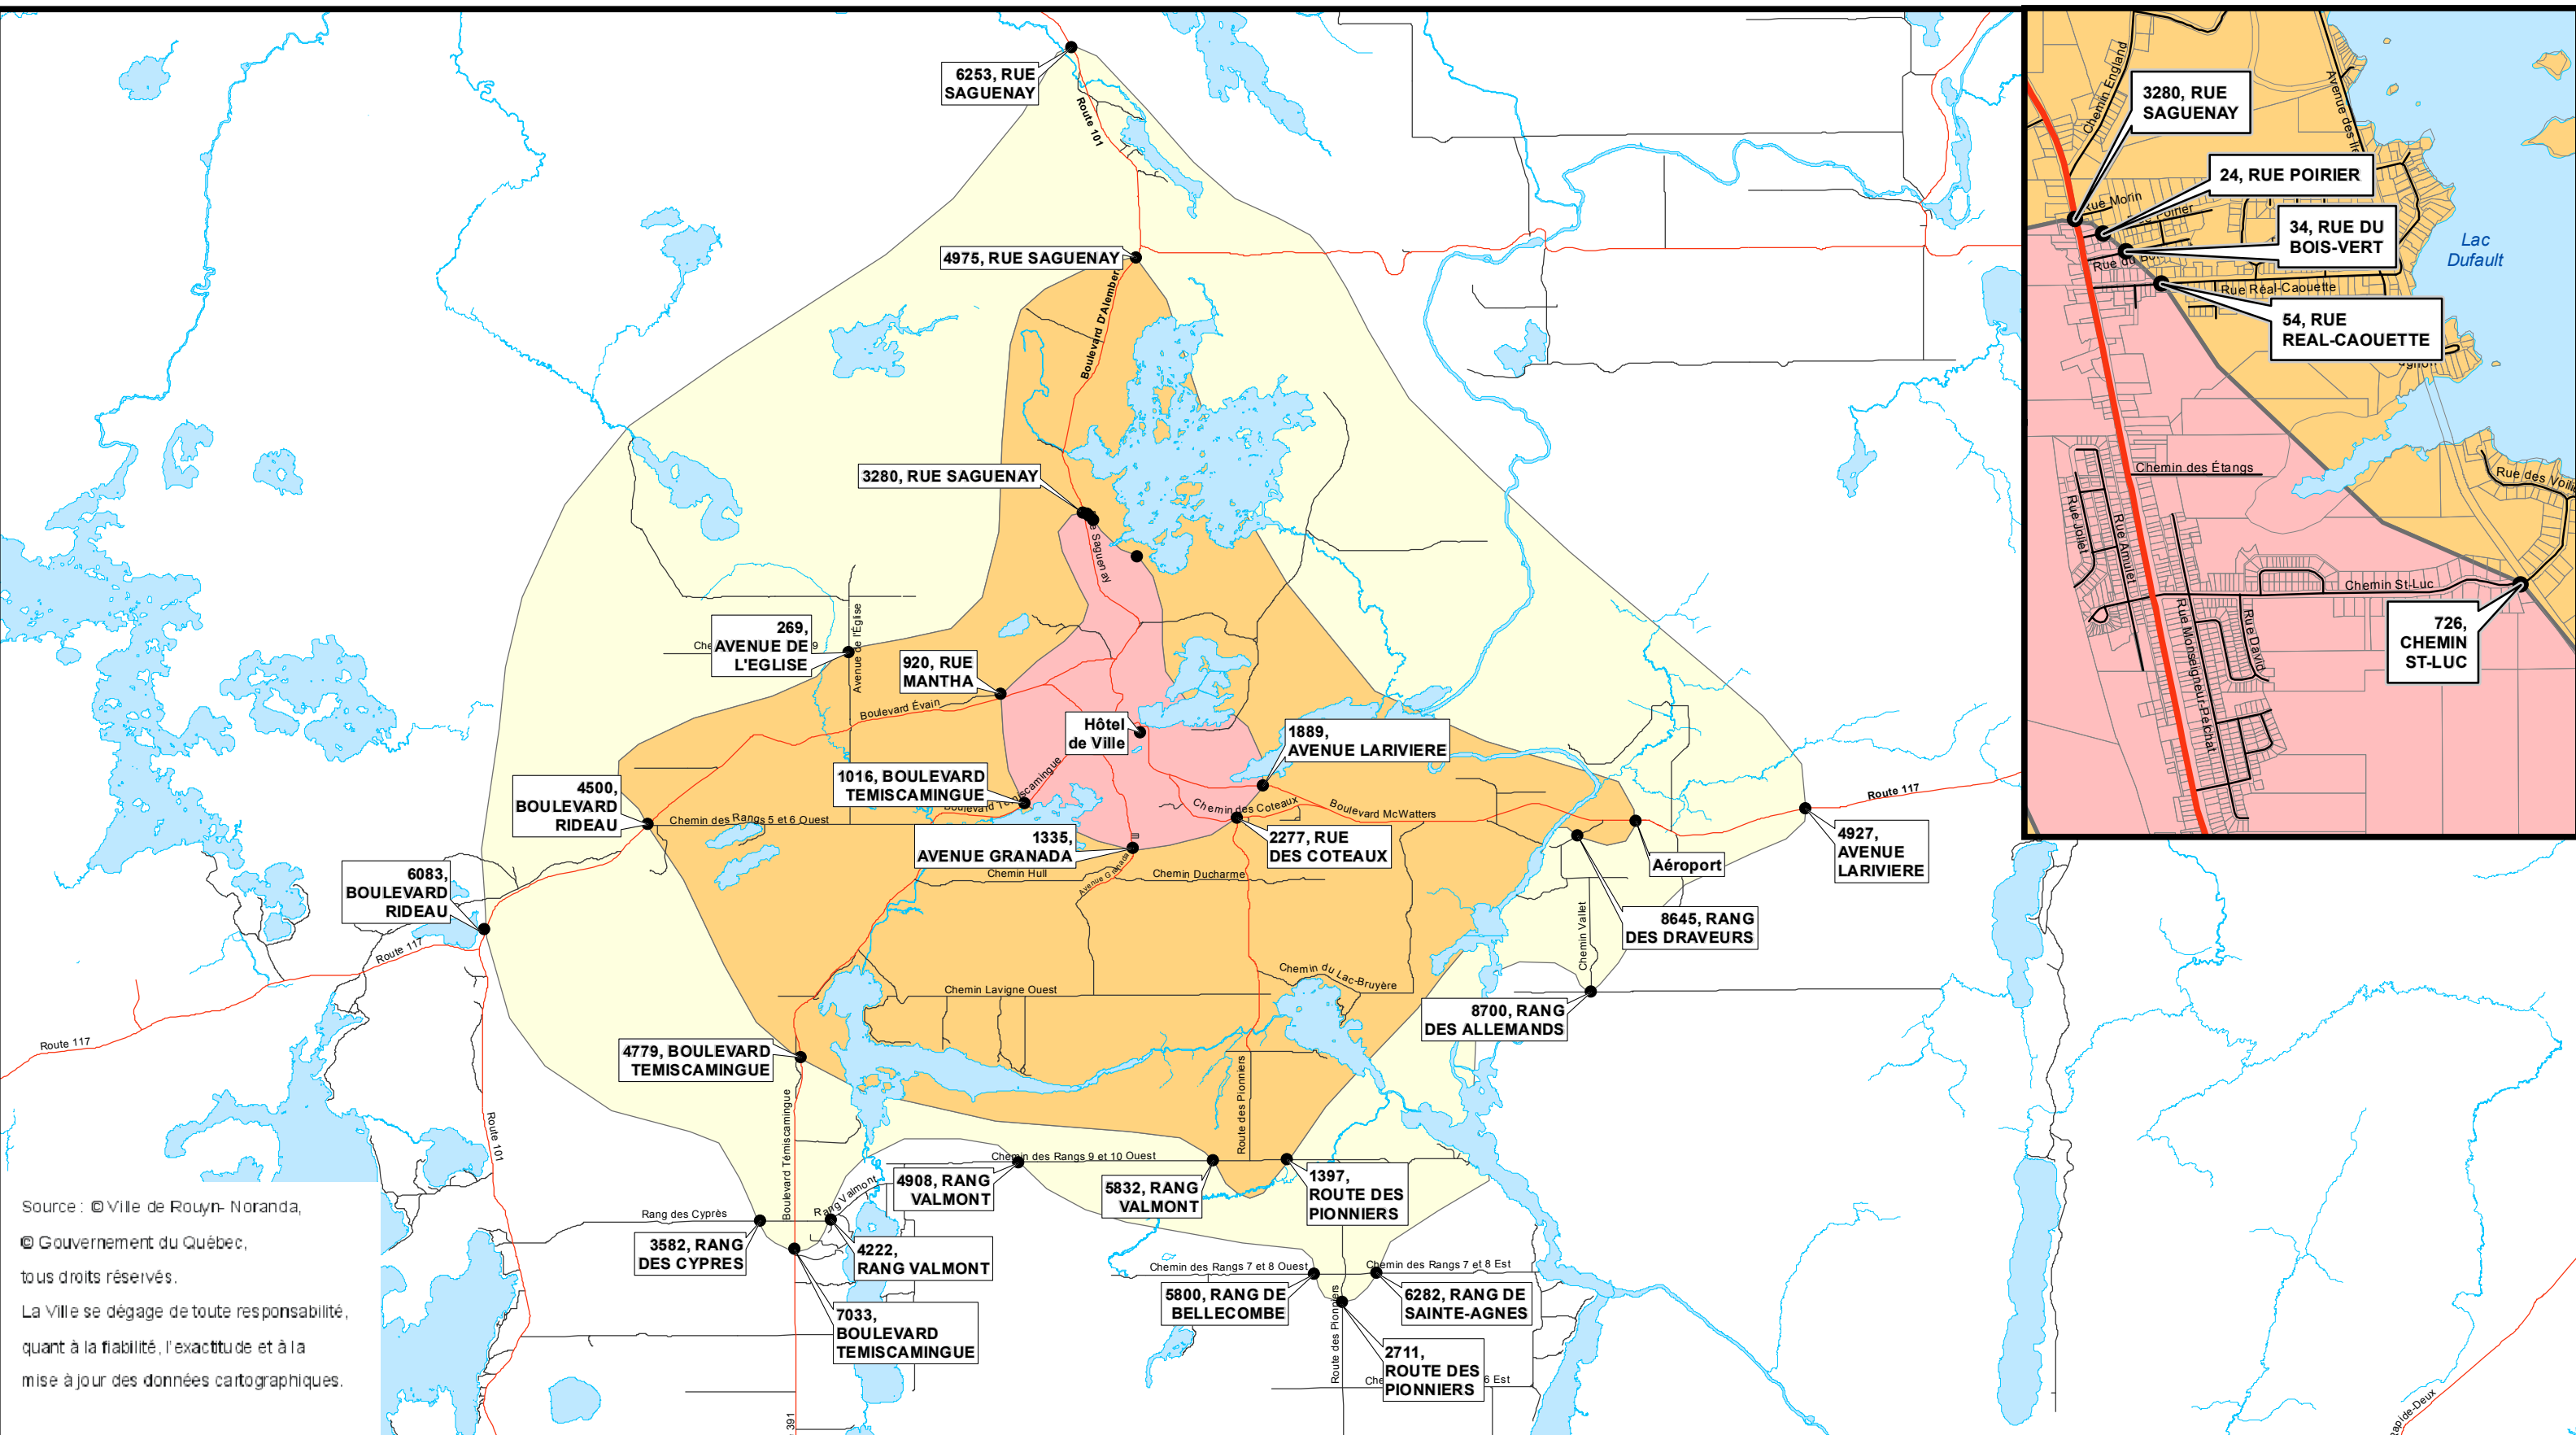 6253, RUE
SAGUENAY
Route 101
4975, RUE SAGUENAY
Boulevard D'Alembert
3280, RUE SAGUENAY
Saguenay
269,
AVENUE DE
L'EGLISE
Avenue de l'Église
920, RUE
MANTHA
Boulevard Évain
Hôtel
de Ville
1889,
AVENUE LARIVIERE
1016, BOULEVARD
TEMISCAMINGUE
4500,
BOULEVARD
RIDEAU
Chemin des Rangs 5 et 6 Ouest
Chemin des Coteaux
Boulevard McWatters
Route 117
1335,
AVENUE GRANADA
2277, RUE
DES COTEAUX
4927,
AVENUE
LARIVIERE
Aéroport
6083,
BOULEVARD
RIDEAU
Chemin Hull
Avenue Granada
Chemin Ducharme
8645, RANG
DES DRAVEURS
Chemin Vallet
Route 117
Chemin du Lac-Bruyère
Chemin Lavigne Ouest
8700, RANG
DES ALLEMANDS
Route 117
4779, BOULEVARD
TEMISCAMINGUE
Boulevard Témiscamingue
Route 101
Route des Pionniers
Chemin des Rangs 9 et 10 Ouest
4908, RANG
VALMONT
5832, RANG
VALMONT
1397,
ROUTE DES
PIONNIERS
Rang Valmont
Rang des Cyprès
3582, RANG
DES CYPRES
4222,
RANG VALMONT
Chemin des Rangs 7 et 8 Ouest
Chemin des Rangs 7 et 8 Est
5800, RANG DE
BELLECOMBE
6282, RANG DE
SAINTE-AGNES
7033,
BOULEVARD
TEMISCAMINGUE
Route des Pionniers
2711,
ROUTE DES
PIONNIERS
6 Est
391
Source : © Ville de Rouyn- Noranda,
© Gouvernement du Québec,
tous droits réservés.
La Ville se dégage de toute responsabilité,
quant à la fiabilité, l'exactitude et à la
mise à jour des données cartographiques.
Chemin England
3280, RUE
SAGUENAY
24, RUE POIRIER
Rue Morin
Poirier
34, RUE DU
BOIS-VERT
Lac
Dufault
Rue Réal-Caouette
54, RUE
REAL-CAOUETTE
Chemin des Étangs
Rue Joliet
Rue Amulet
Chemin St-Luc
Rue David
Rue Monseigneur-Pelchat
726,
CHEMIN
ST-LUC